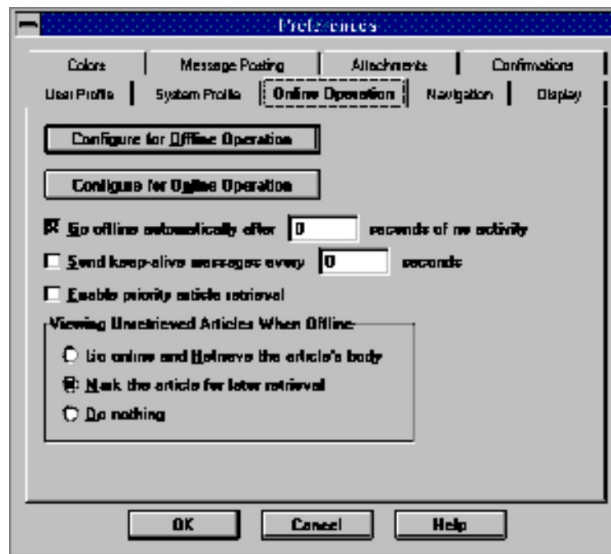 Preferences
Colors Message Posting Attachments Confirmations
User Profile System Profile Online Operation Navigation Display
Configure for Offline Operation
Configure for Online Operation
Go offline automatically after 0 seconds of no activity
Send keep-alive messages every 0 seconds
Enable priority article retrieval
Viewing Unretrieved Articles When Offline
Go online and Retrieve the article's body
Mark the article for later retrieval
Do nothing
OK Cancel Help